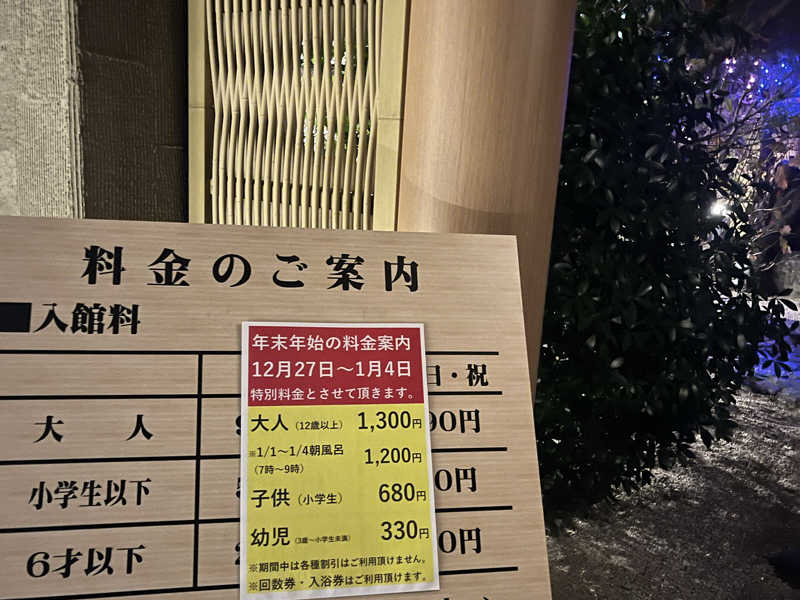 料金のご案内
■入館料
年末年始の料金案内
12月27日～1月4日
特別料金とさせて頂きます。
日・祝
大人（12歳以上） 1,300円
※1/1～1/4朝風呂
（7時～9時） 1,200円
子供（小学生） 680円
幼児（3歳～小学生未満） 330円
※期間中は各種割引はご利用頂けません。
※回数券・入浴券はご利用頂けます。
大人
0円
小学生以下
0円
6才以下
0円